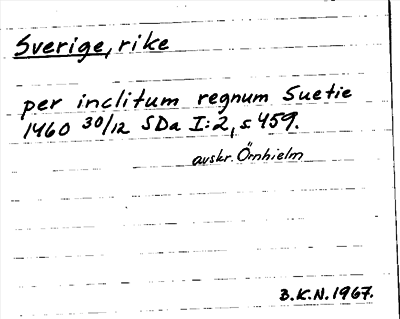 Sverige, rike
per inclitum regnum Suetie
1460 30/12 SDa I:2, s 459.
avskr. Örnhielm
B.K.N. 1967.